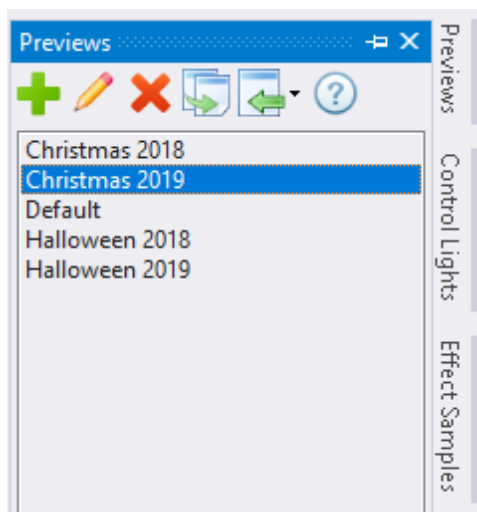 Previews
Christmas 2018
Christmas 2019
Default
Halloween 2018
Halloween 2019
Previews
Control Lights
Effect Samples